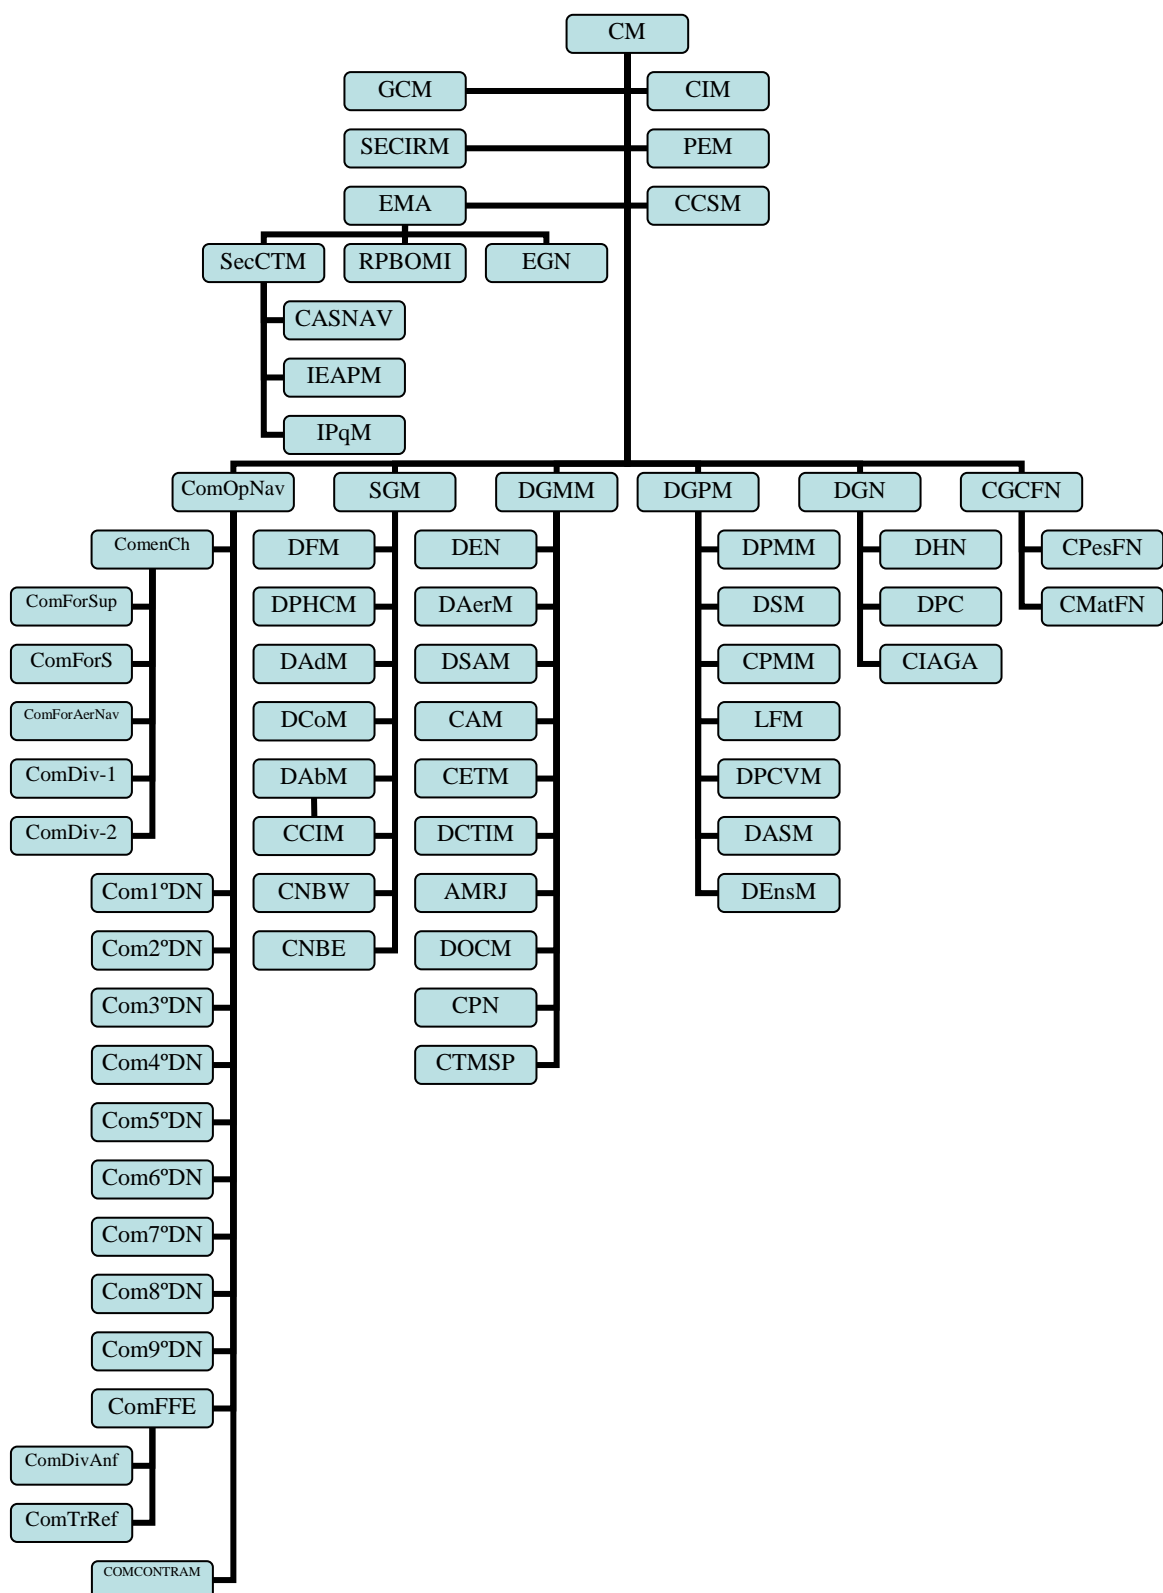 CM
GCM
CIM
SECIRM
PEM
EMA
CCSM
SecCTM
RPBOMI
EGN
CASNAV
IEAPM
IPqM
ComOpNav
SGM
DGMM
DGPM
DGN
CGCFN
ComenCh
ComForSup
ComForS
ComForAerNav
ComDiv-1
ComDiv-2
Com1ºDN
Com2ºDN
Com3ºDN
Com4ºDN
Com5ºDN
Com6ºDN
Com7ºDN
Com8ºDN
Com9ºDN
ComFFE
ComDivAnf
ComTrRef
COMCONTRAM
DFM
DPHCM
DAdM
DCoM
DAbM
CCIM
CNBW
CNBE
DEN
DAerM
DSAM
CAM
CETM
DCTIM
AMRJ
DOCM
CPN
CTMSP
DPMM
DSM
CPMM
LFM
DPCVM
DASM
DEnsM
DHN
DPC
CIAGA
CPesFN
CMatFN